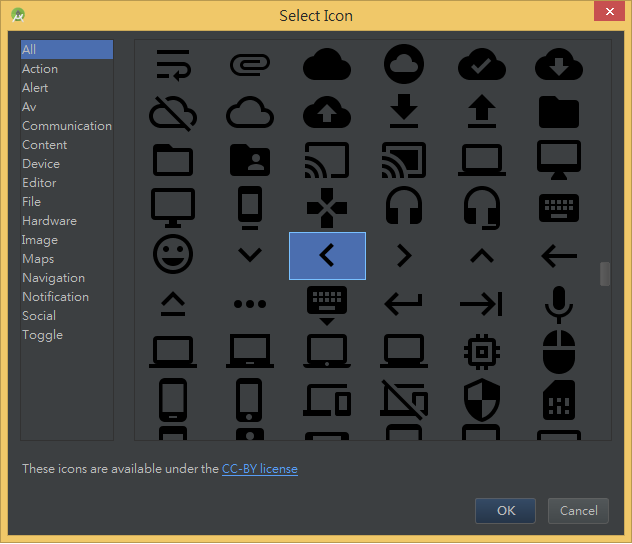 Select Icon
All
Action
Alert
Av
Communication
Content
Device
Editor
File
Hardware
Image
Maps
Navigation
Notification
Social
Toggle
These icons are available under the CC-BY license
OK
Cancel